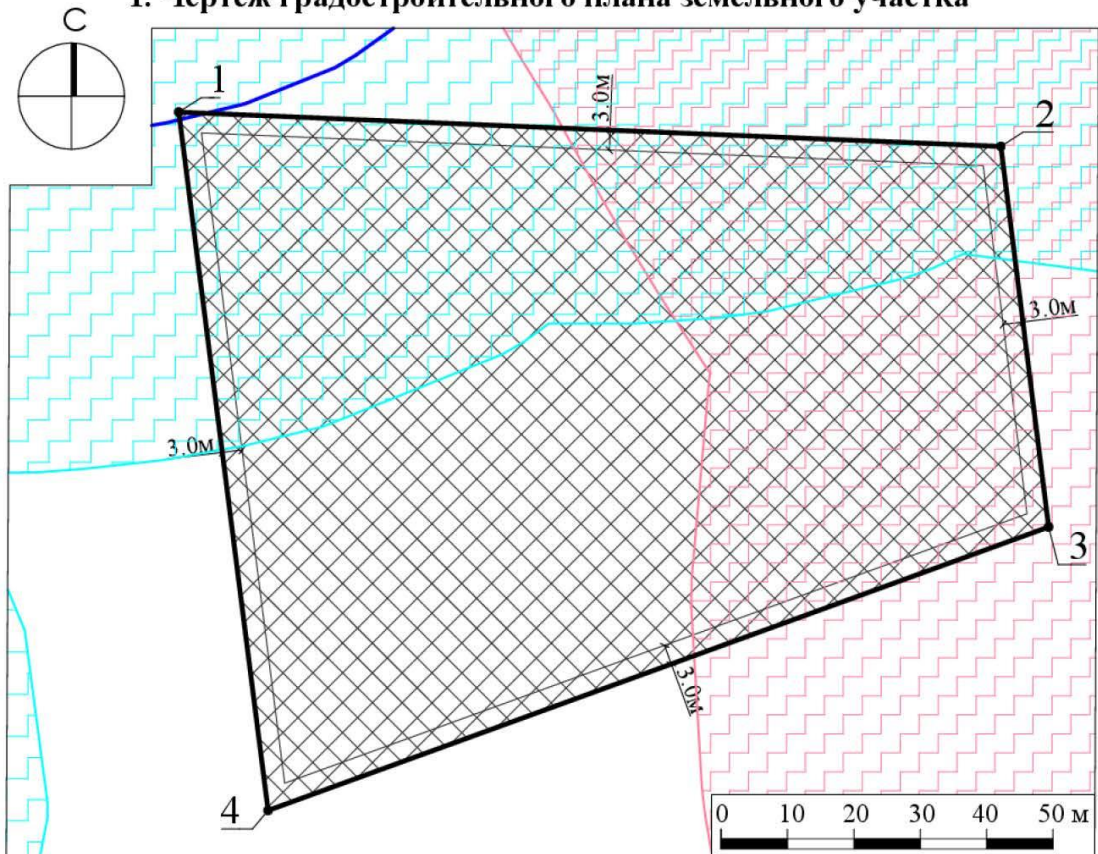 1. Чертеж градостроительного плана земельного участка
С
1
2
3.0м
3.0м
3.0м
3
3.0м
4
0 10 20 30 40 50 м